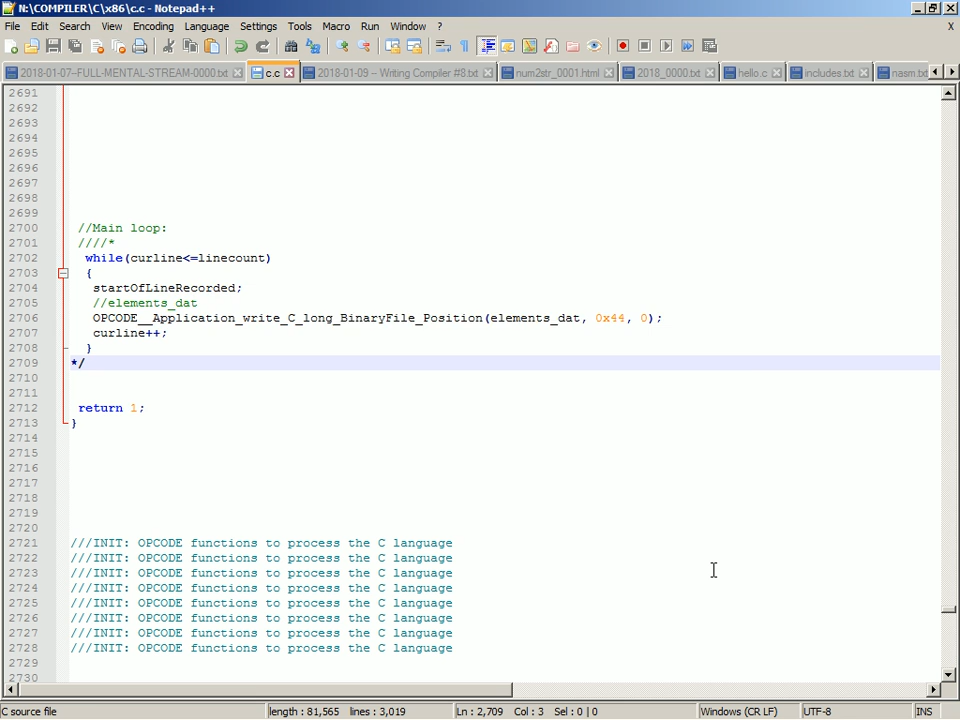 N:\COMPILER\C\x86\c.c - Notepad++
File Edit Search View Encoding Language Settings Tools Macro Run Window ? X
2018-01-07-FULL-MENTAL-STREAM-0000.txt c.c 2018-01-09 -- Writing Compiler #8.txt num2str_0001.html 2018_0000.txt hello.c includes.txt nasm.txt
2691
2692
2693
2694
2695
2696
2697
2698
2699
2700 //Main loop:
2701 ////*
2702 while(curline<=linecount)
2703 {
2704 startOfLineRecorded;
2705 //elements_dat
2706 OPCODE__Application_write_C_long_BinaryFile_Position(elements_dat, 0x44, 0);
2707 curline++;
2708 }
2709 */
2710
2711
2712 return 1;
2713 }
2714
2715
2716
2717
2718
2719
2720
2721 ///INIT: OPCODE functions to process the C language
2722 ///INIT: OPCODE functions to process the C language
2723 ///INIT: OPCODE functions to process the C language
2724 ///INIT: OPCODE functions to process the C language
2725 ///INIT: OPCODE functions to process the C language
2726 ///INIT: OPCODE functions to process the C language
2727 ///INIT: OPCODE functions to process the C language
2728 ///INIT: OPCODE functions to process the C language
2729
2730
C source file length : 81,565 lines : 3,019 Ln : 2,709 Col : 3 Sel : 0 | 0 Windows (CR LF) UTF-8 INS